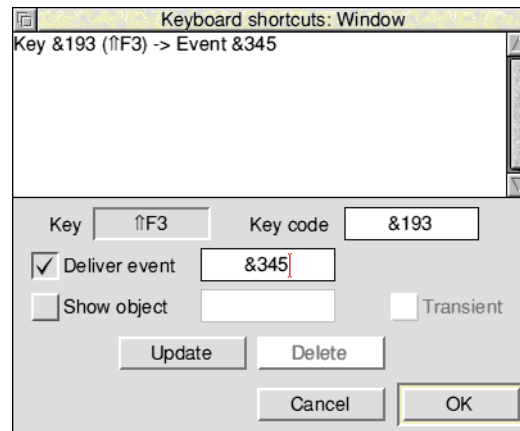 Keyboard shortcuts: Window
Key &193 (⇑F3) -> Event &345
Key ⇑F3 Key code &193
Deliver event &345
Show object Transient
Update Delete
Cancel OK